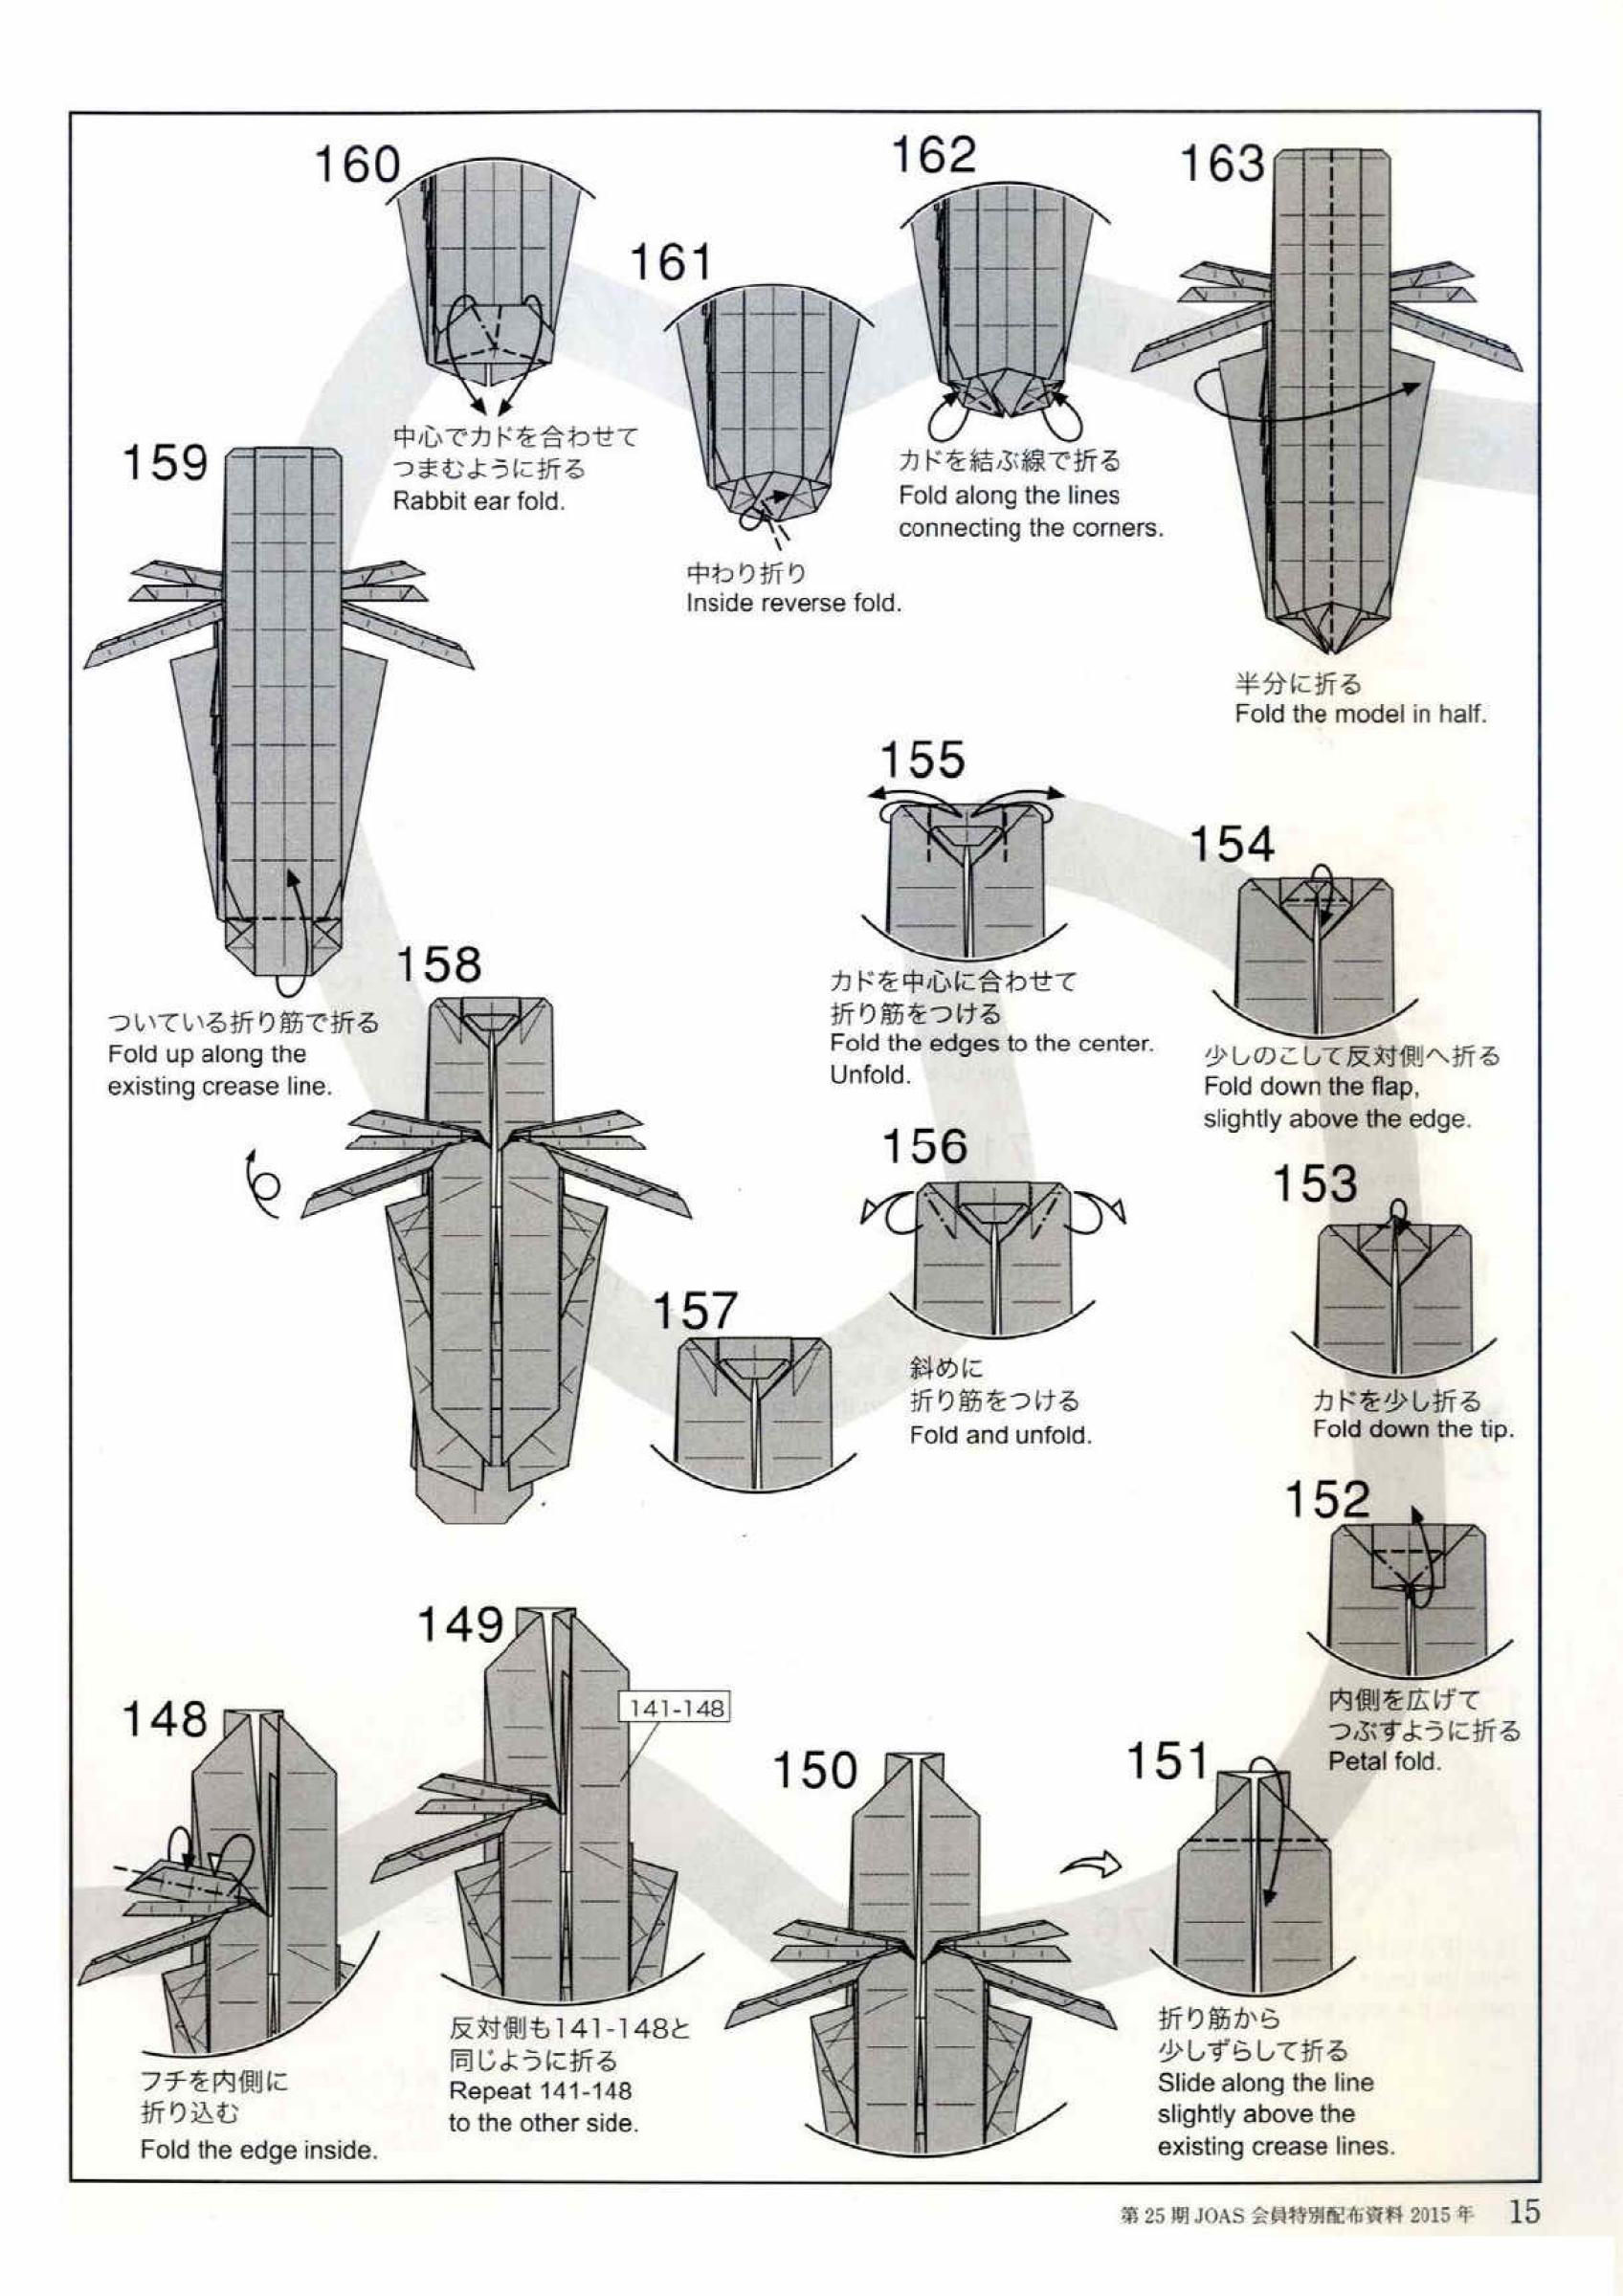 148
フチを内側に
折り込む
Fold the edge inside.
149
141-148
反対側も141-148と
同じように折る
Repeat 141-148
to the other side.
150
151
折り筋から
少しずらして折る
Slide along the line
slightly above the
existing crease lines.
152
内側を広げて
つぶすように折る
Petal fold.
153
カドを少し折る
Fold down the tip.
154
少しのこして反対側へ折る
Fold down the flap,
slightly above the edge.
155
カドを中心に合わせて
折り筋をつける
Fold the edges to the center.
Unfold.
156
斜めに
折り筋をつける
Fold and unfold.
157
158
159
ついている折り筋で折る
Fold up along the
existing crease line.
160
中心でカドを合わせて
つまむように折る
Rabbit ear fold.
161
中わり折り
Inside reverse fold.
162
カドを結ぶ線で折る
Fold along the lines
connecting the corners.
163
半分に折る
Fold the model in half.
第 25 期 JOAS 会員特別配布資料 2015 年 15